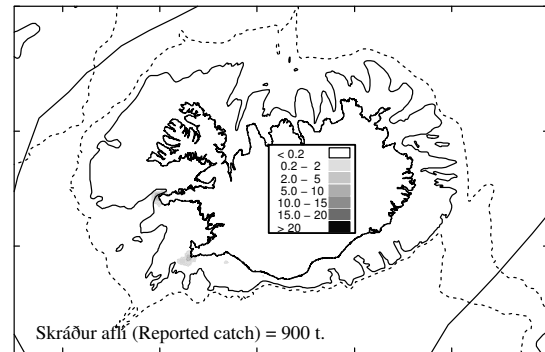 < 0.2
0.2 – 2
2.0 – 5
5.0 – 10
10.0 – 15
15.0 – 20
> 20
Skráður afli (Reported catch) = 900 t.